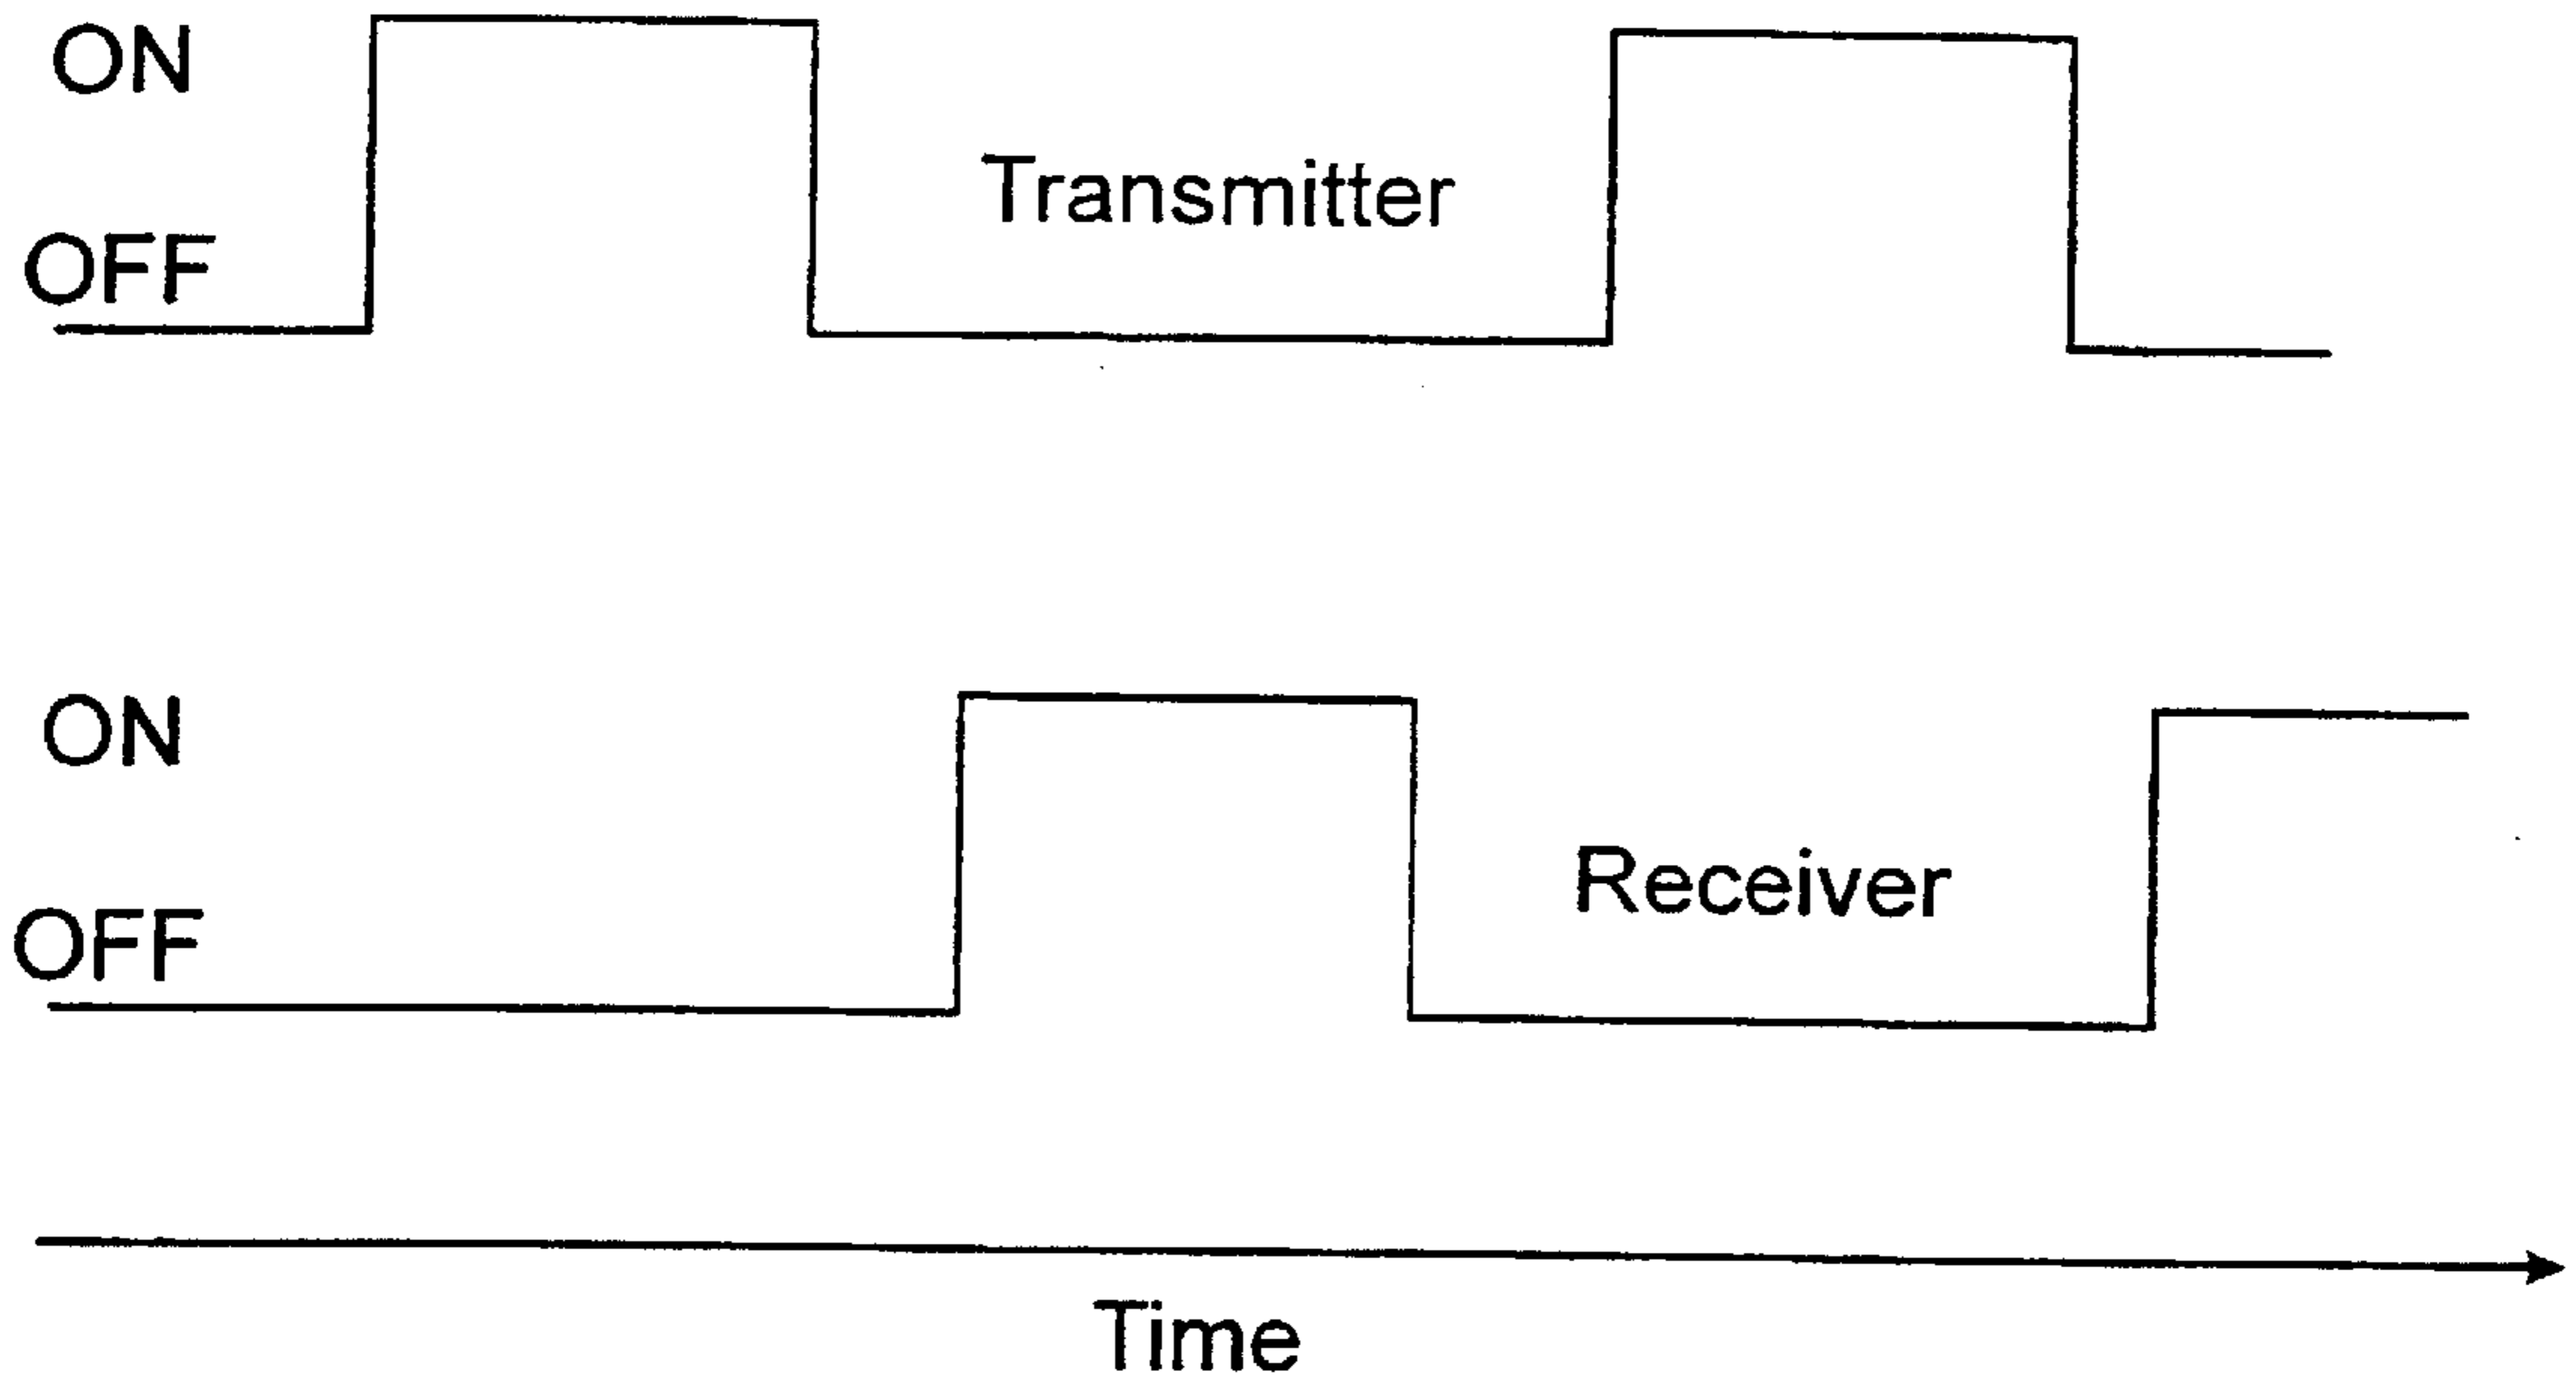 ON
Transmitter
OFF
ON
Receiver
OFF
Time